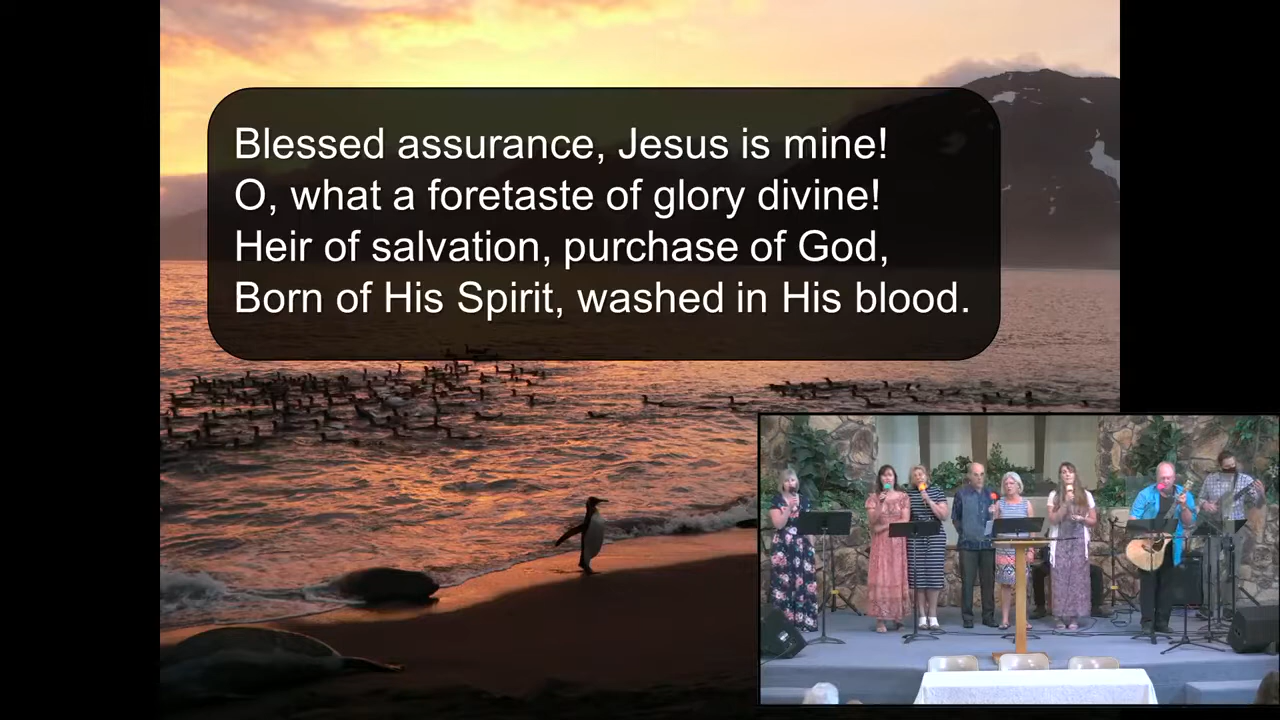 Blessed assurance, Jesus is mine!
O, what a foretaste of glory divine!
Heir of salvation, purchase of God,
Born of His Spirit, washed in His blood.